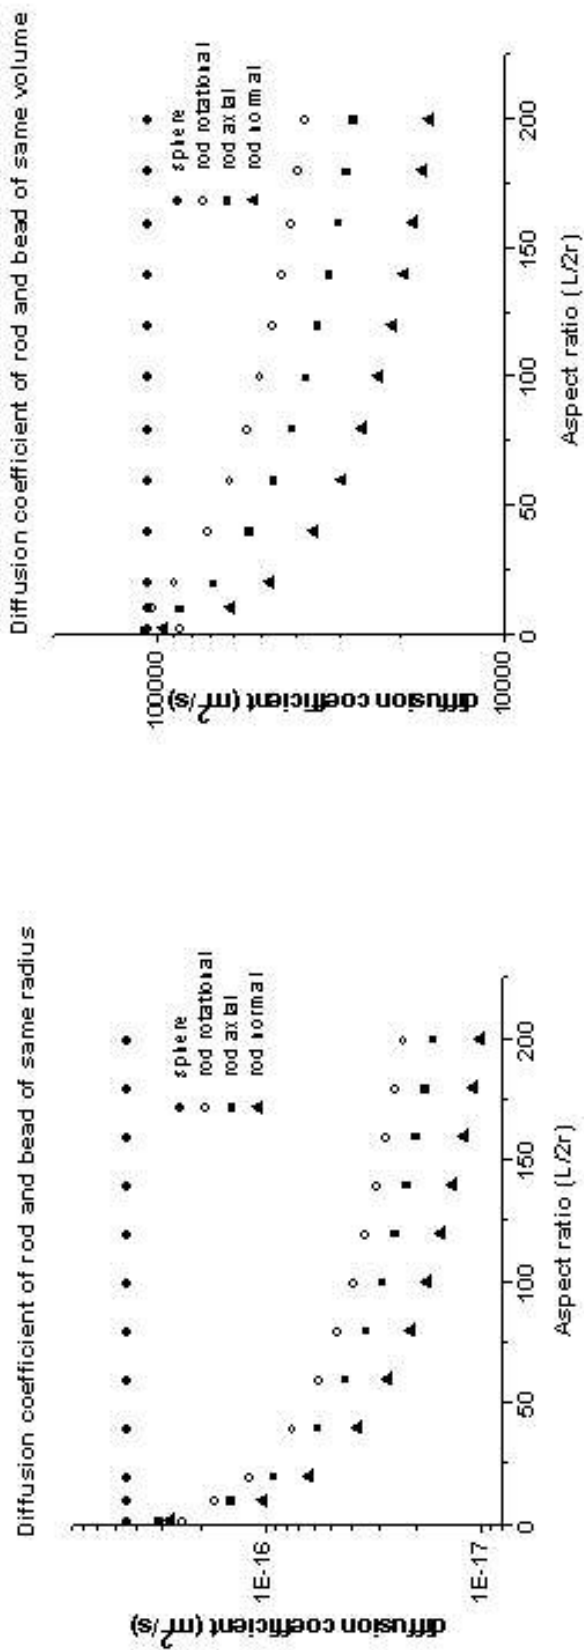 Diffusion coefficient of rod and bead of same radius
diffusion coefficient (m²/s)
1E-16
1E-17
sphere
rod rotational
rod axial
rod normal
0
50
100
150
200
Aspect ratio (L/2r)
Diffusion coefficient of rod and bead of same volume
diffusion coefficient (m²/s)
1000000
10000
sphere
rod rotational
rod axial
rod normal
0
50
100
150
200
Aspect ratio (L/2r)